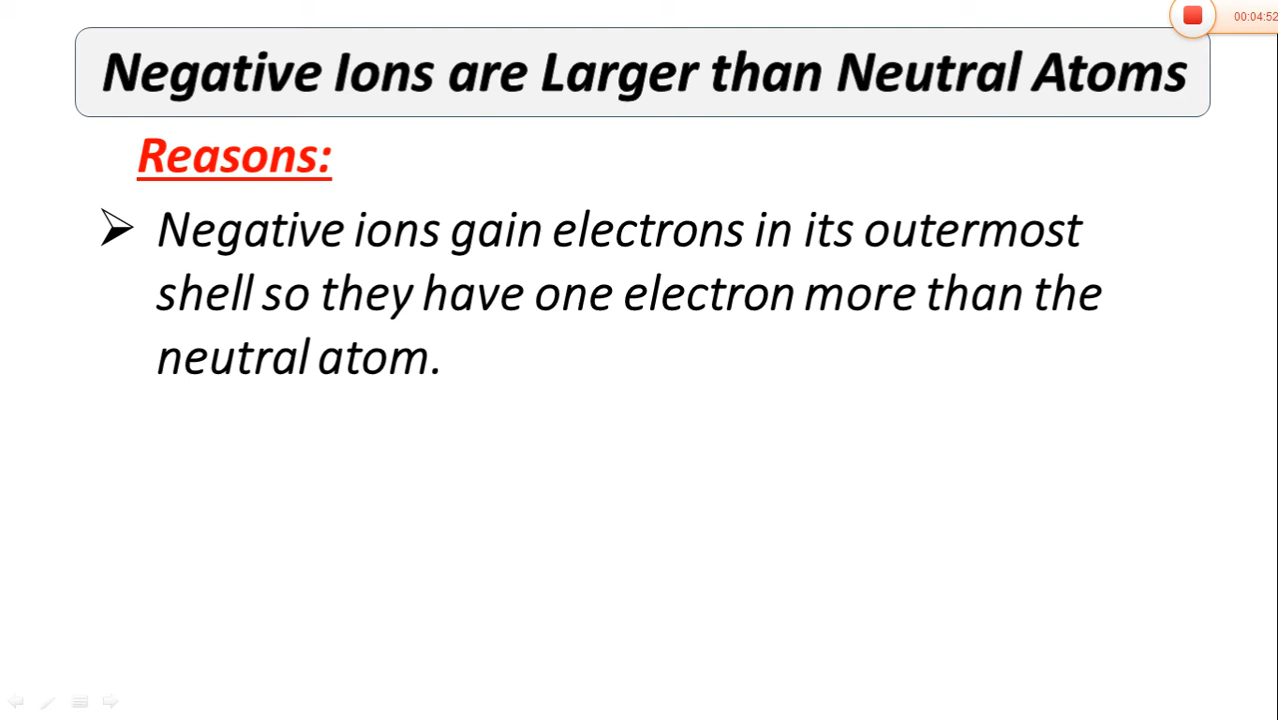 00:04:52
Negative Ions are Larger than Neutral Atoms
Reasons:
Negative ions gain electrons in its outermost
shell so they have one electron more than the
neutral atom.